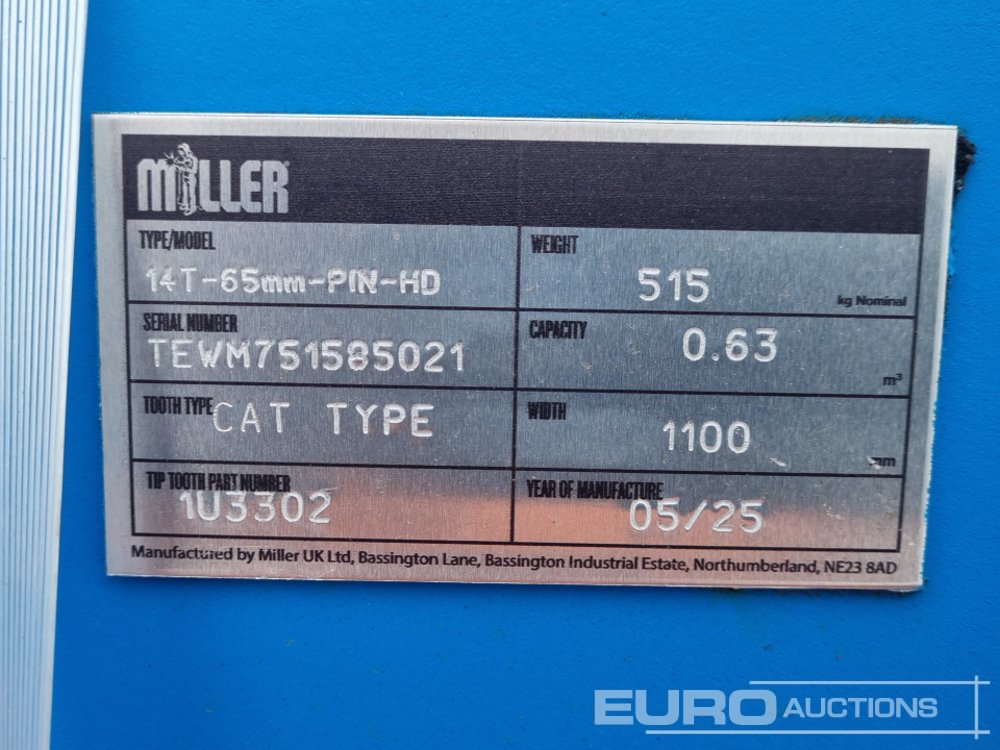 MILLER
TYPE/MODEL
14T-65mm-PIN-HD
WEIGHT
515
kg Nominal
SERIAL NUMBER
TEWM751585021
CAPACITY
0.63
m³
TOOTH TYPE
CAT TYPE
WIDTH
1100
mm
TIP TOOTH PART NUMBER
1U3302
YEAR OF MANUFACTURE
05/25
Manufactured by Miller UK Ltd, Bassington Lane, Bassington Industrial Estate, Northumberland, NE23 8AD
EURO AUCTIONS